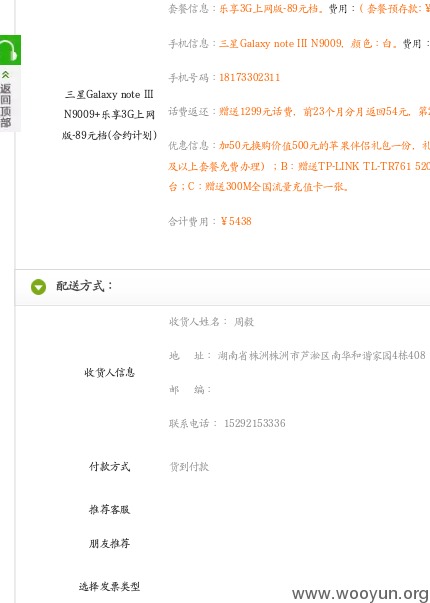 套餐信息：乐享3G上网版-89元档。费用：（套餐预存款：¥
手机信息：三星Galaxy note III N9009，颜色：白。费用：
手机号码：18173302311
三星Galaxy note III
N9009+乐享3G上网
版-89元档(合约计划)
话费返还：赠送1299元话费，前23个月分月返回54元，第2
优惠信息：加50元换购价值500元的苹果伴侣礼包一份，礼
及以上套餐免费办理）；B：赠送TP-LINK TL-TR761 520
台；C：赠送300M全国流量充值卡一张。
合计费用：¥5438
返回顶部
配送方式：
收货人信息
收货人姓名： 周毅
地 址： 湖南省株洲株洲市芦淞区南华和谐家园4栋408
邮 编：
联系电话： 15292153336
付款方式 货到付款
推荐客服
朋友推荐
选择发票类型
www.wooyun.org